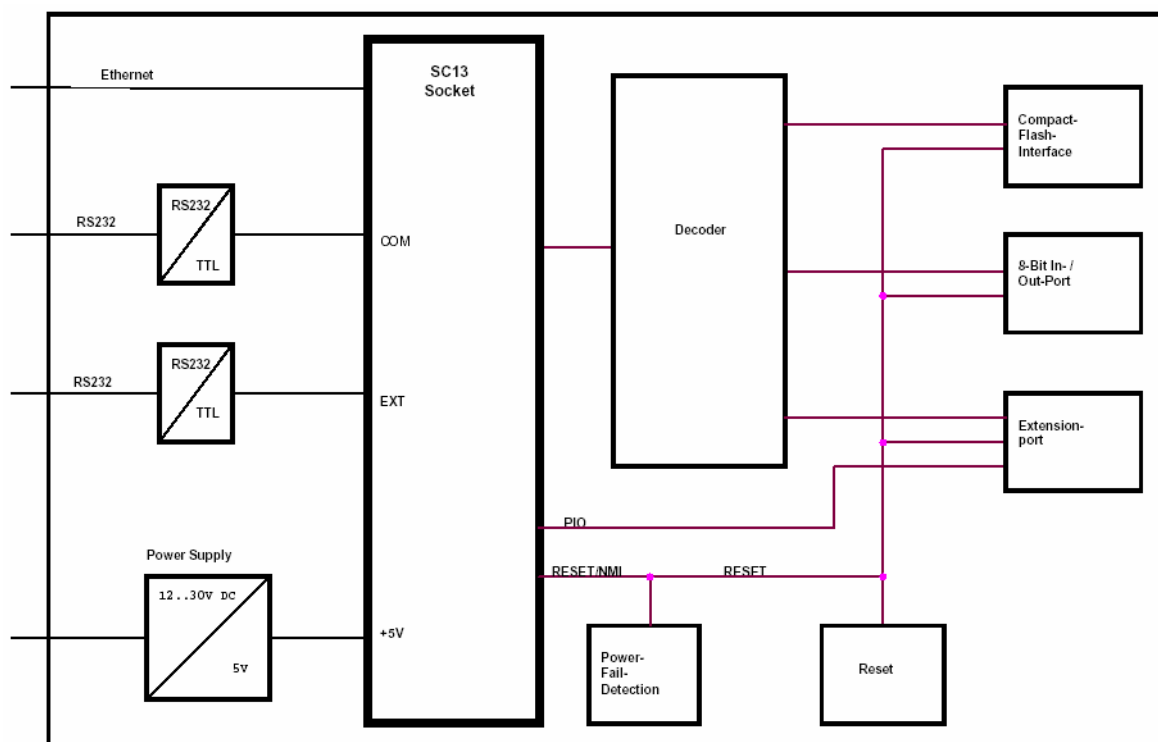 Ethernet
SC13
Socket
Compact-
Flash-
Interface
RS232
RS232
TTL
COM
Decoder
8-Bit In- /
Out-Port
RS232
RS232
TTL
EXT
Extension-
port
PIO
Power Supply
RESET/NMI
RESET
12..30V DC
5V
+5V
Power-
Fail-
Detection
Reset